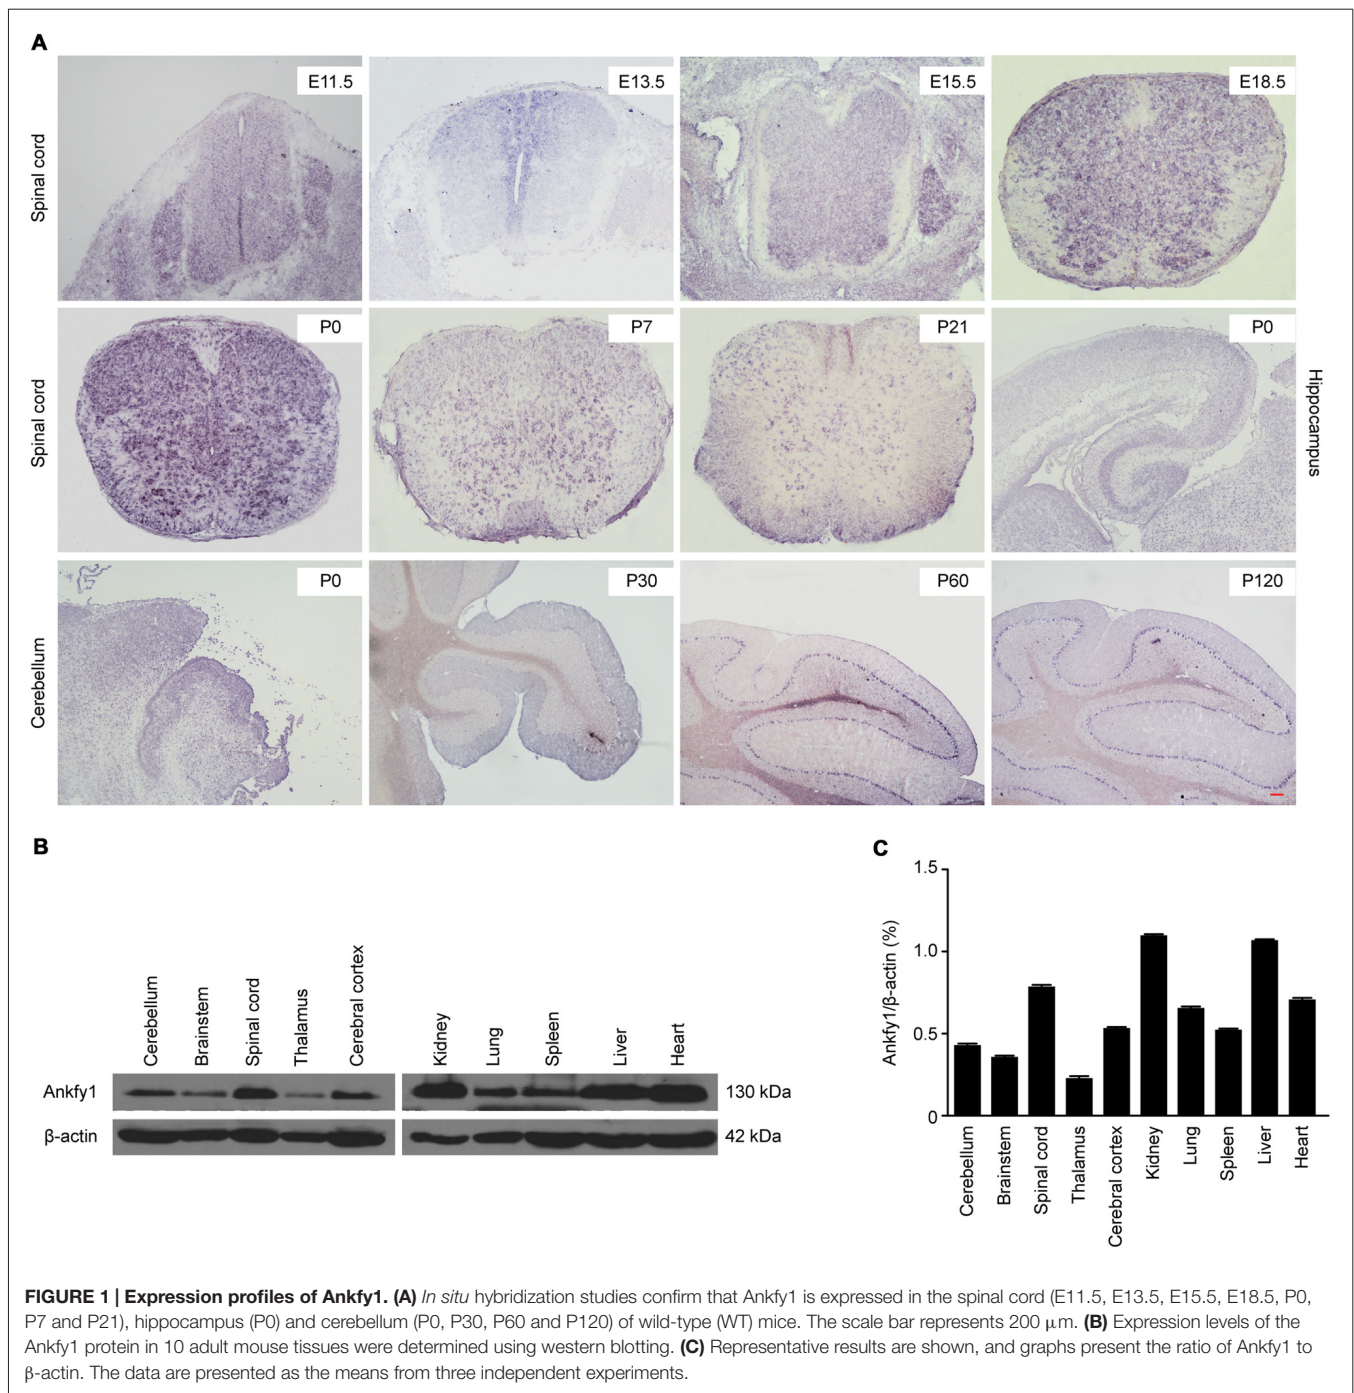 A
E11.5
E13.5
E15.5
E18.5
Spinal cord
P0
P7
P21
P0
Spinal cord
Hippocampus
P0
P30
P60
P120
Cerebellum
B
Cerebellum
Brainstem
Spinal cord
Thalamus
Cerebral cortex
Kidney
Lung
Spleen
Liver
Heart
Ankfy1
130 kDa
β-actin
42 kDa
C
Ankfy1/β-actin (%)
1.5
1.0
0.5
0
Cerebellum
Brainstem
Spinal cord
Thalamus
Cerebral cortex
Kidney
Lung
Spleen
Liver
Heart
FIGURE 1 | Expression profiles of Ankfy1. (A) In situ hybridization studies confirm that Ankfy1 is expressed in the spinal cord (E11.5, E13.5, E15.5, E18.5, P0,
P7 and P21), hippocampus (P0) and cerebellum (P0, P30, P60 and P120) of wild-type (WT) mice. The scale bar represents 200 μm. (B) Expression levels of the
Ankfy1 protein in 10 adult mouse tissues were determined using western blotting. (C) Representative results are shown, and graphs present the ratio of Ankfy1 to
β-actin. The data are presented as the means from three independent experiments.